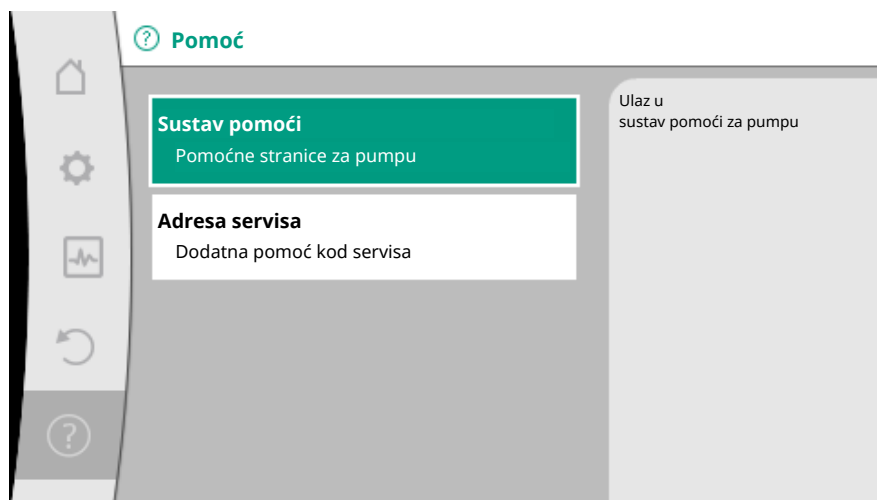 Pomoć
Sustav pomoći
Pomoćne stranice za pumpu
Adresa servisa
Dodatna pomoć kod servisa
Ulaz u
sustav pomoći za pumpu